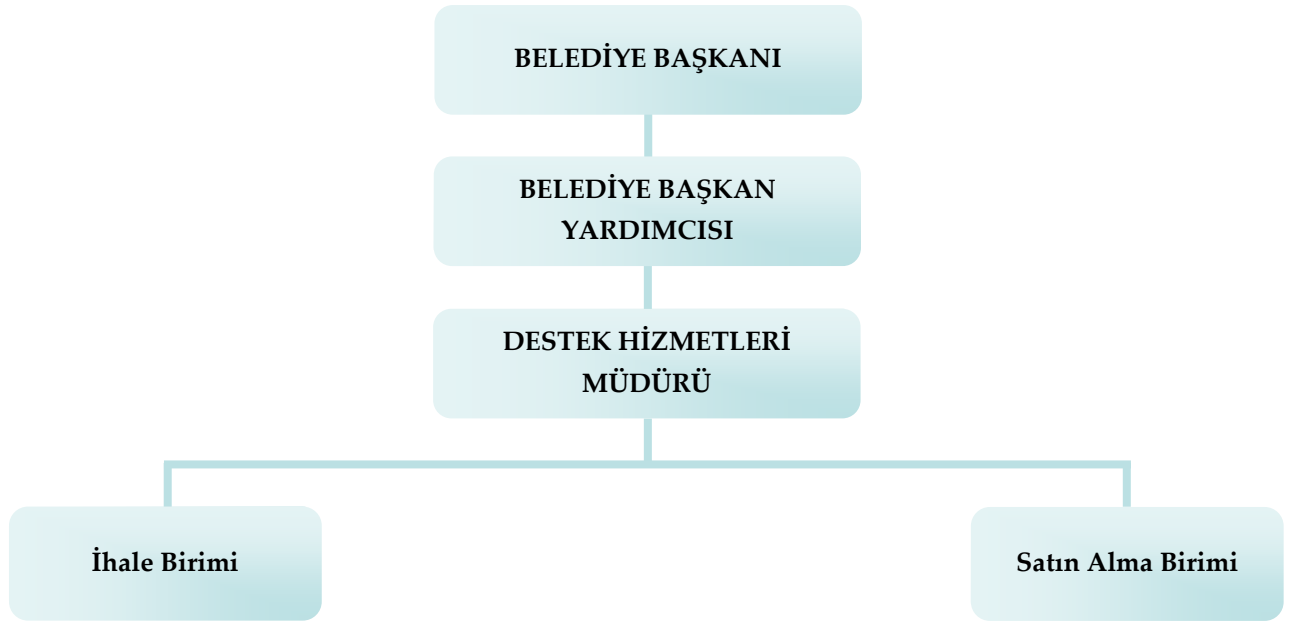 BELEDİYE BAŞKANI
BELEDİYE BAŞKAN
YARDIMCISI
DESTEK HİZMETLERİ
MÜDÜRÜ
İhale Birimi
Satın Alma Birimi